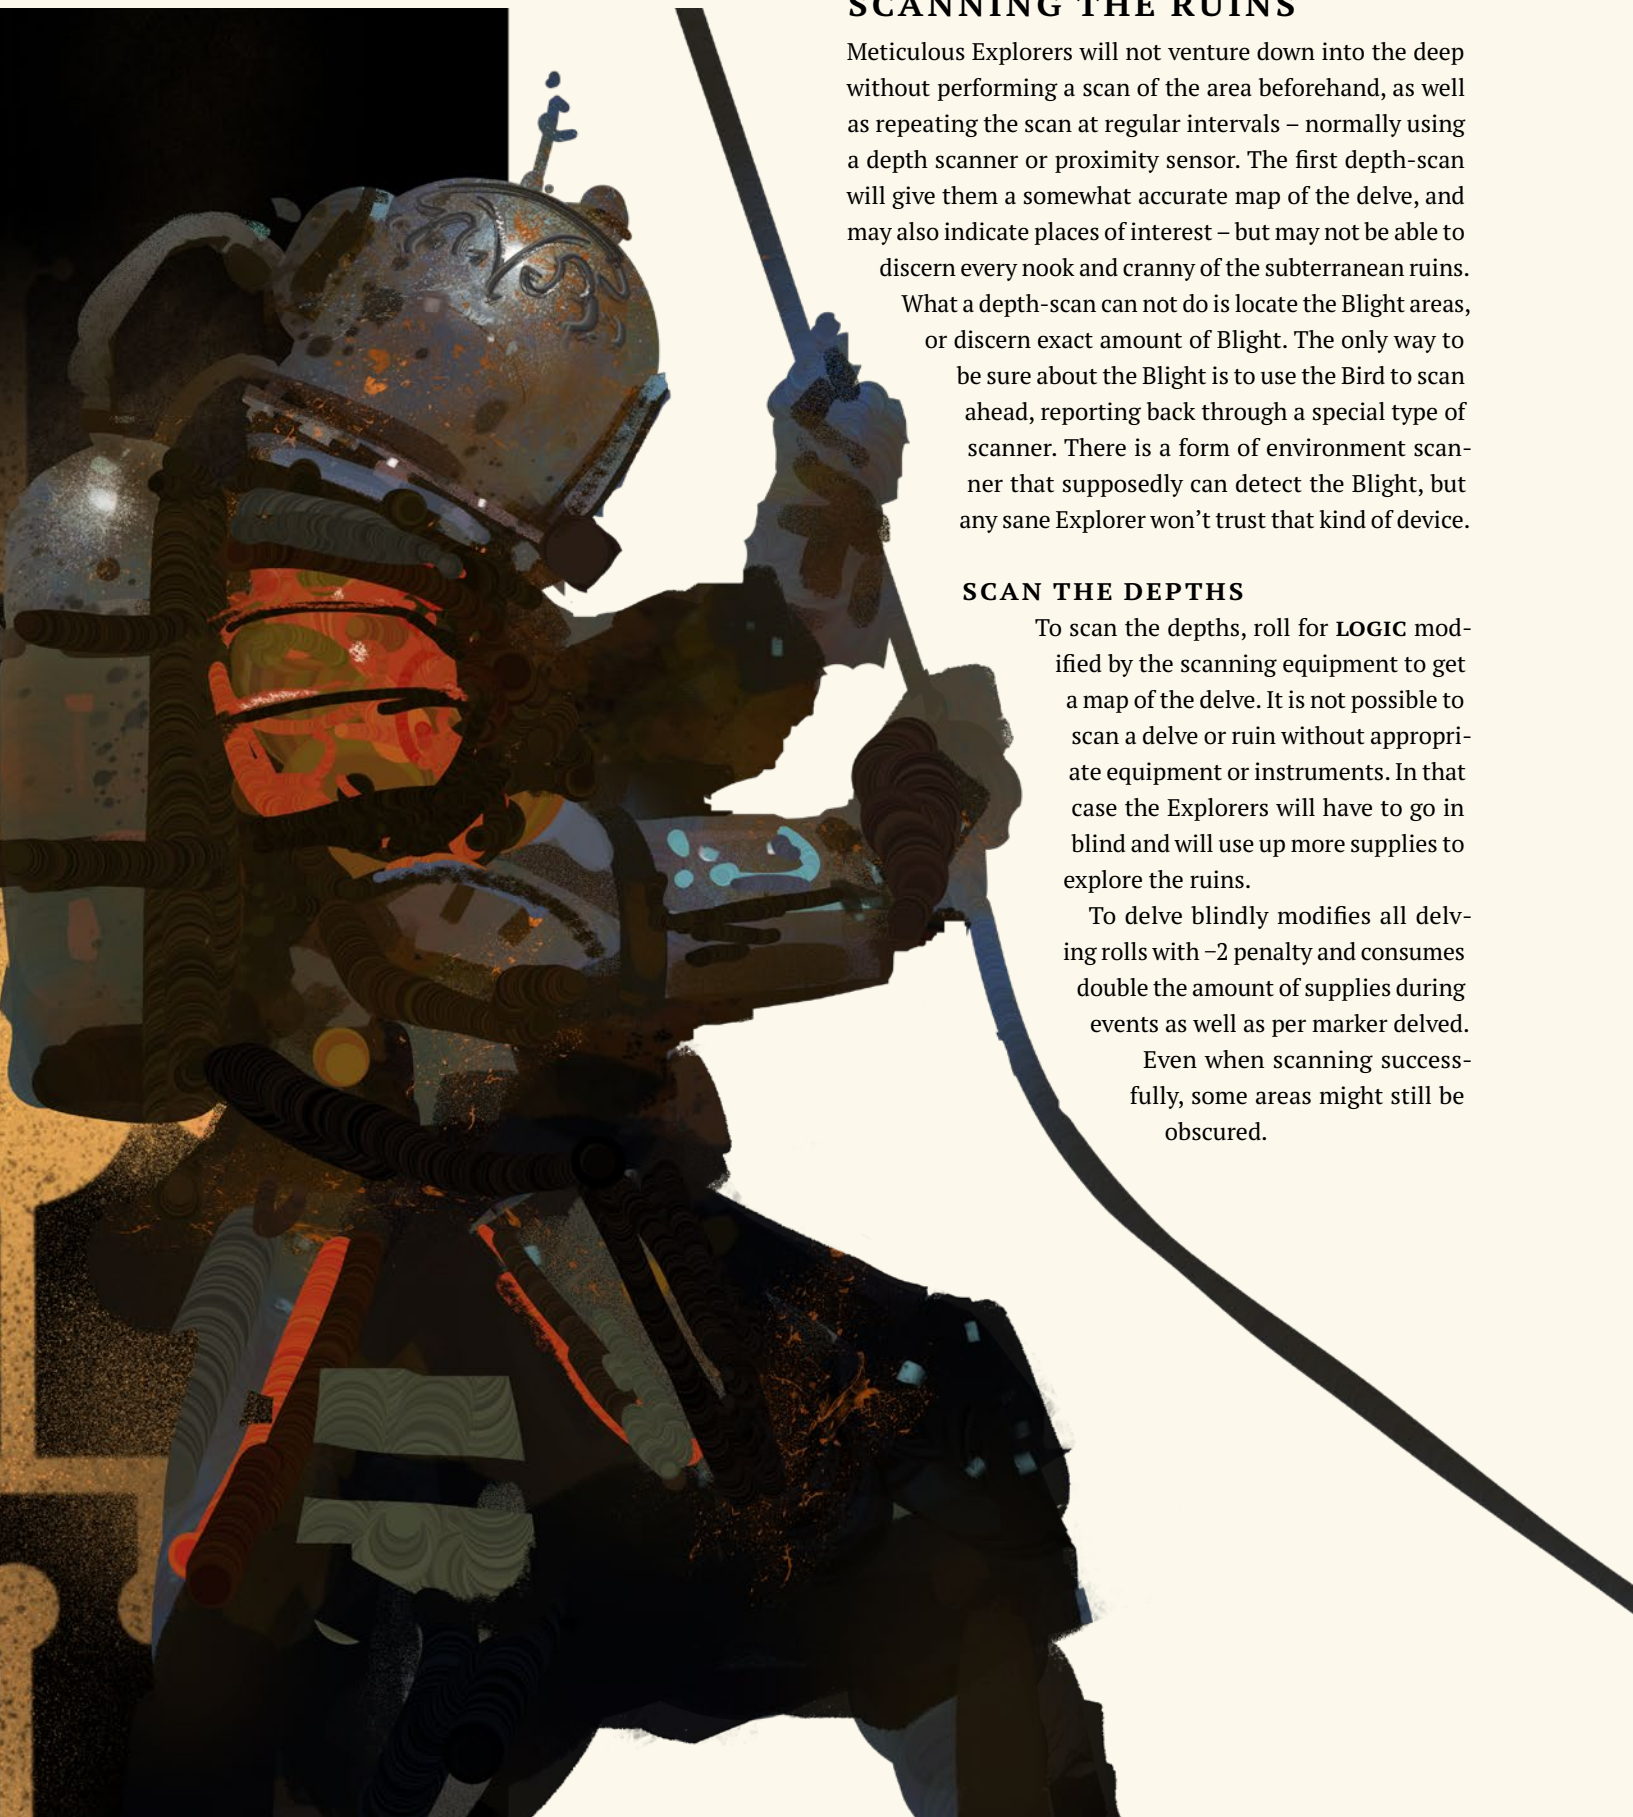 SCANNING THE RUINS
Meticulous Explorers will not venture down into the deep
without performing a scan of the area beforehand, as well
as repeating the scan at regular intervals – normally using
a depth scanner or proximity sensor. The first depth-scan
will give them a somewhat accurate map of the delve, and
may also indicate places of interest – but may not be able to
discern every nook and cranny of the subterranean ruins.
What a depth-scan can not do is locate the Blight areas,
or discern exact amount of Blight. The only way to
be sure about the Blight is to use the Bird to scan
ahead, reporting back through a special type of
scanner. There is a form of environment scan-
ner that supposedly can detect the Blight, but
any sane Explorer won’t trust that kind of device.
SCAN THE DEPTHS
To scan the depths, roll for LOGIC mod-
ified by the scanning equipment to get
a map of the delve. It is not possible to
scan a delve or ruin without appropri-
ate equipment or instruments. In that
case the Explorers will have to go in
blind and will use up more supplies to
explore the ruins.
To delve blindly modifies all delv-
ing rolls with −2 penalty and consumes
double the amount of supplies during
events as well as per marker delved.
Even when scanning success-
fully, some areas might still be
obscured.